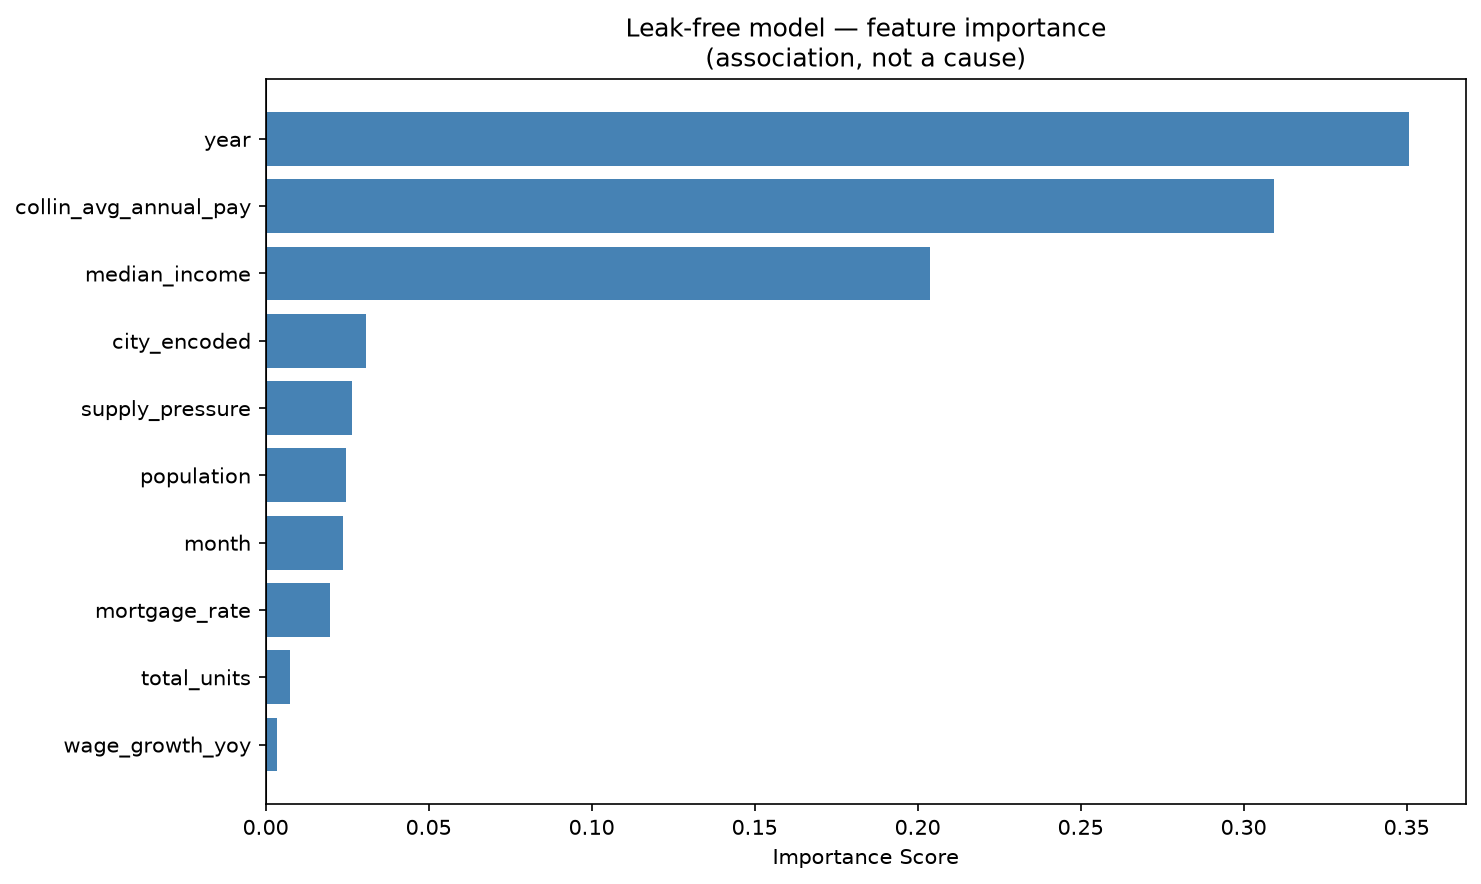 Leak-free model — feature importance
(association, not a cause)
year
collin_avg_annual_pay
median_income
city_encoded
supply_pressure
population
month
mortgage_rate
total_units
wage_growth_yoy
0.00 0.05 0.10 0.15 0.20 0.25 0.30 0.35
Importance Score